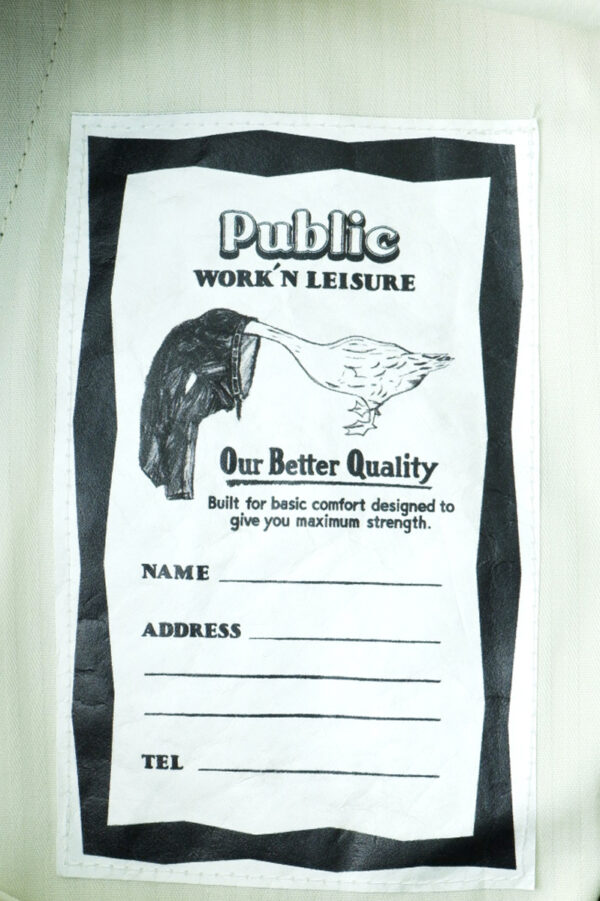 Public
WORK'N LEISURE
Our Better Quality
Built for basic comfort designed to
give you maximum strength.
NAME
ADDRESS
TEL